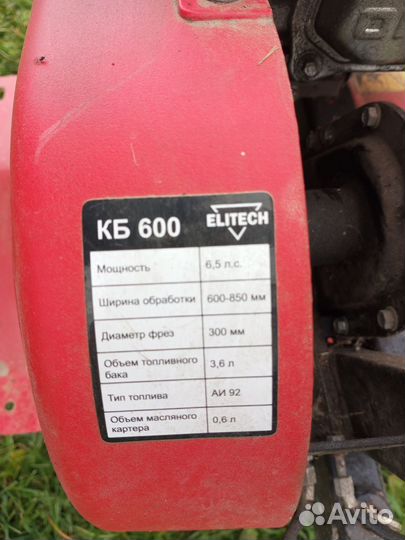 КБ 600 ELITECH
Мощность 6,5 л.с.
Ширина обработки 600-850 мм
Диаметр фрез 300 мм
Объем топливного
бака 3,6 л
Тип топлива АИ 92
Объем масляного
картера 0,6 л
Avito